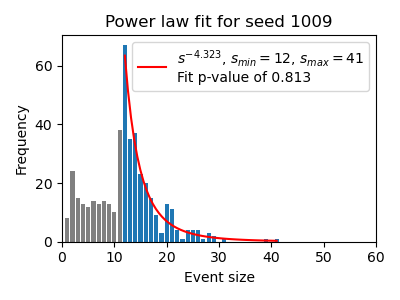 Power law fit for seed 1009
s^{-4.323}, s_{min} = 12, s_{max} = 41
Fit p-value of 0.813
Frequency
60
40
20
0
0 10 20 30 40 50 60
Event size